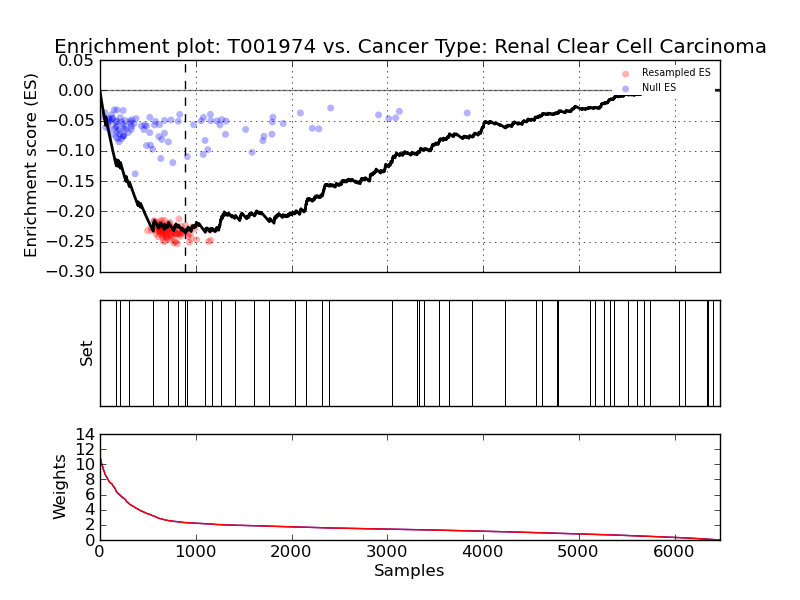 Enrichment plot: T001974 vs. Cancer Type: Renal Clear Cell Carcinoma
Enrichment score (ES)
0.05
0.00
−0.05
−0.10
−0.15
−0.20
−0.25
−0.30
Resampled ES
Null ES
Set
Weights
14
12
10
8
6
4
2
0
0 1000 2000 3000 4000 5000 6000
Samples